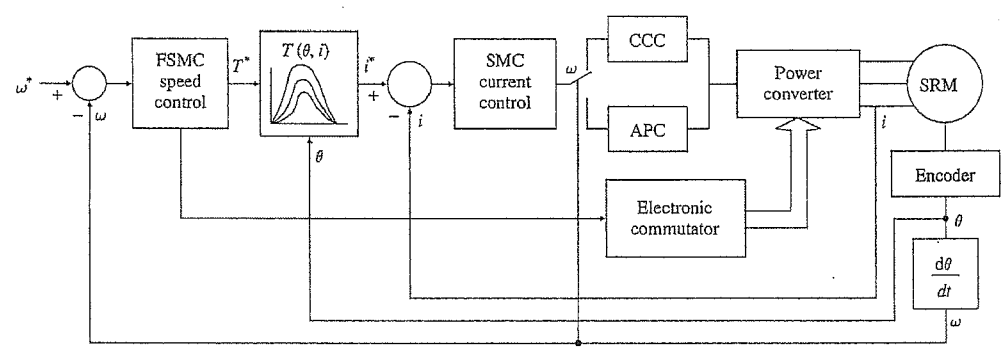 ω*
+
−
ω
FSMC
speed
control
T*
T (θ, i)
θ
i*
+
−
i
SMC
current
control
ω
CCC
APC
Electronic
commutator
Power
converter
i
SRM
Encoder
θ
dθ
dt
ω